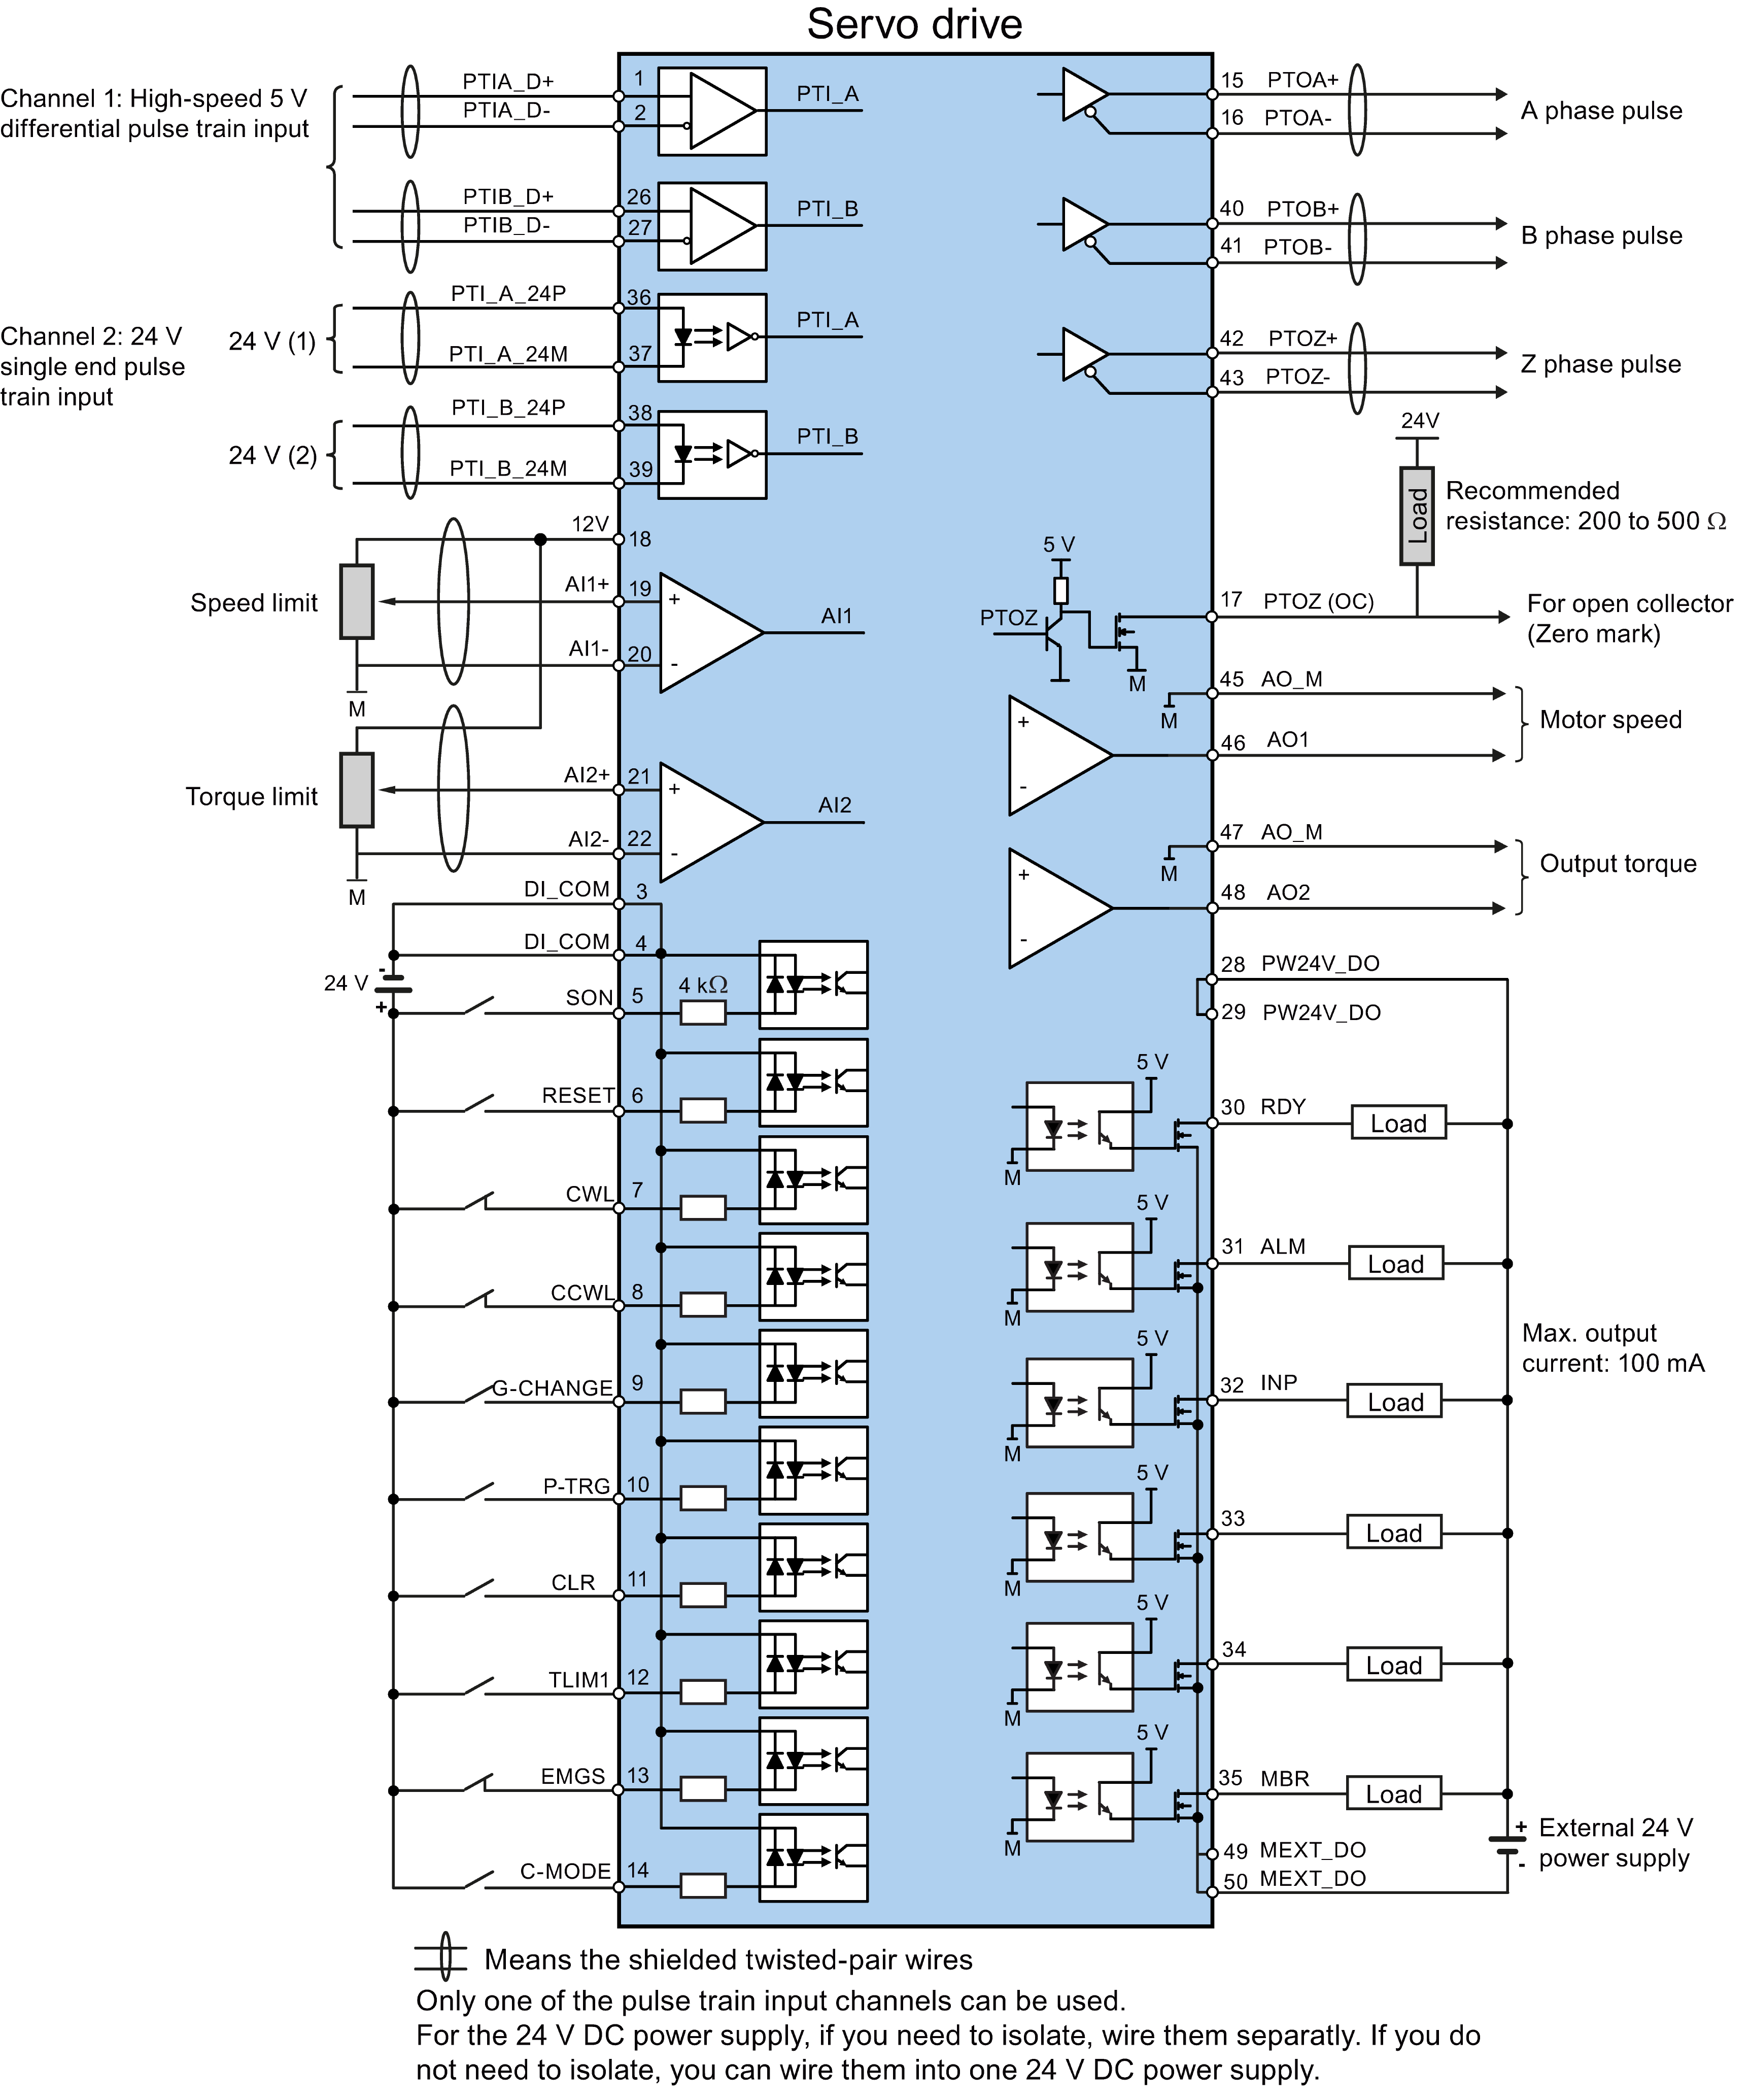 Servo drive
Channel 1: High-speed 5 V
differential pulse train input
PTIA_D+
1
PTIA_D-
2
PTI_A
PTIB_D+
26
PTIB_D-
27
PTI_B
Channel 2: 24 V
single end pulse
train input
24 V (1)
PTI_A_24P
36
PTI_A_24M
37
PTI_A
24 V (2)
PTI_B_24P
38
PTI_B_24M
39
PTI_B
12V
18
Speed limit
AI1+
19
+
AI1
AI1-
20
-
M
Torque limit
AI2+
21
+
AI2
AI2-
22
-
M
DI_COM
3
DI_COM
4
24 V
-
+
SON
5
4 kΩ
RESET
6
CWL
7
CCWL
8
G-CHANGE
9
P-TRG
10
CLR
11
TLIM1
12
EMGS
13
C-MODE
14
15
PTOA+
16
PTOA-
A phase pulse
40
PTOB+
41
PTOB-
B phase pulse
42
PTOZ+
43
PTOZ-
Z phase pulse
24V
Load
Recommended
resistance: 200 to 500 Ω
5 V
PTOZ
M
17
PTOZ (OC)
For open collector
(Zero mark)
45
AO_M
M
+
-
46
AO1
Motor speed
47
AO_M
M
+
-
48
AO2
Output torque
28
PW24V_DO
29
PW24V_DO
5 V
M
30
RDY
Load
5 V
M
31
ALM
Load
5 V
M
32
INP
Load
Max. output
current: 100 mA
5 V
M
33
Load
5 V
M
34
Load
5 V
M
35
MBR
Load
49
MEXT_DO
50
MEXT_DO
+
-
External 24 V
power supply
Means the shielded twisted-pair wires
Only one of the pulse train input channels can be used.
For the 24 V DC power supply, if you need to isolate, wire them separatly. If you do
not need to isolate, you can wire them into one 24 V DC power supply.